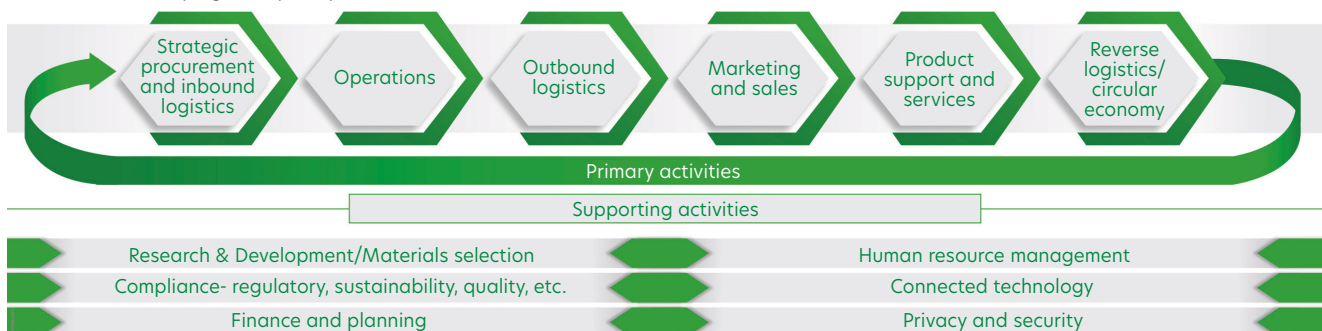 Strategic
procurement
and inbound
logistics
Operations
Outbound
logistics
Marketing
and sales
Product
support and
services
Reverse
logistics/
circular
economy
Primary activities
Supporting activities
Research & Development/Materials selection
Human resource management
Compliance- regulatory, sustainability, quality, etc.
Connected technology
Finance and planning
Privacy and security